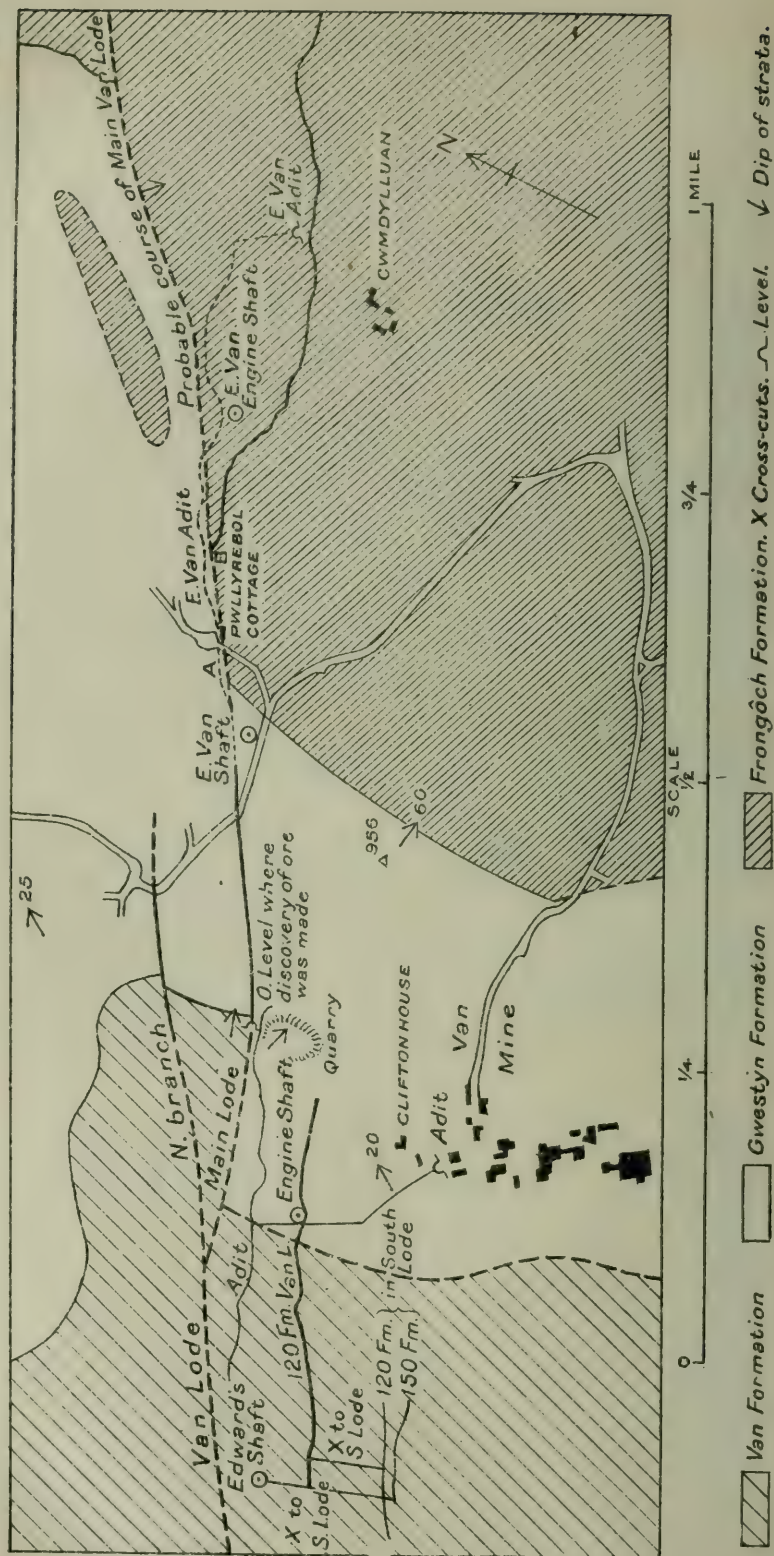 25
Probable course of Main Van Lode
N. branch
Van Lode
Main Lode
E. Van Adit
A
B
PWLLYREBOL
COTTAGE
E. Van
Engine Shaft
E. Van
Adit
CWMDYLLUAN
N
E. Van
Shaft
O. Level where
discovery of ore
was made
Edward's
Shaft
Adit
Engine Shaft
Quarry
120 Fm. Van L.
956
60
X to
S. Lode
X to
S Lode
120 Fm.
150 Fm.
in South
Lode
20
CLIFTON HOUSE
Adit
Van
Mine
0
1/4
SCALE
1/2
3/4
1 MILE
Van Formation
Gwestŷn Formation
Frongôch Formation. X Cross-cuts. Level. Dip of strata.